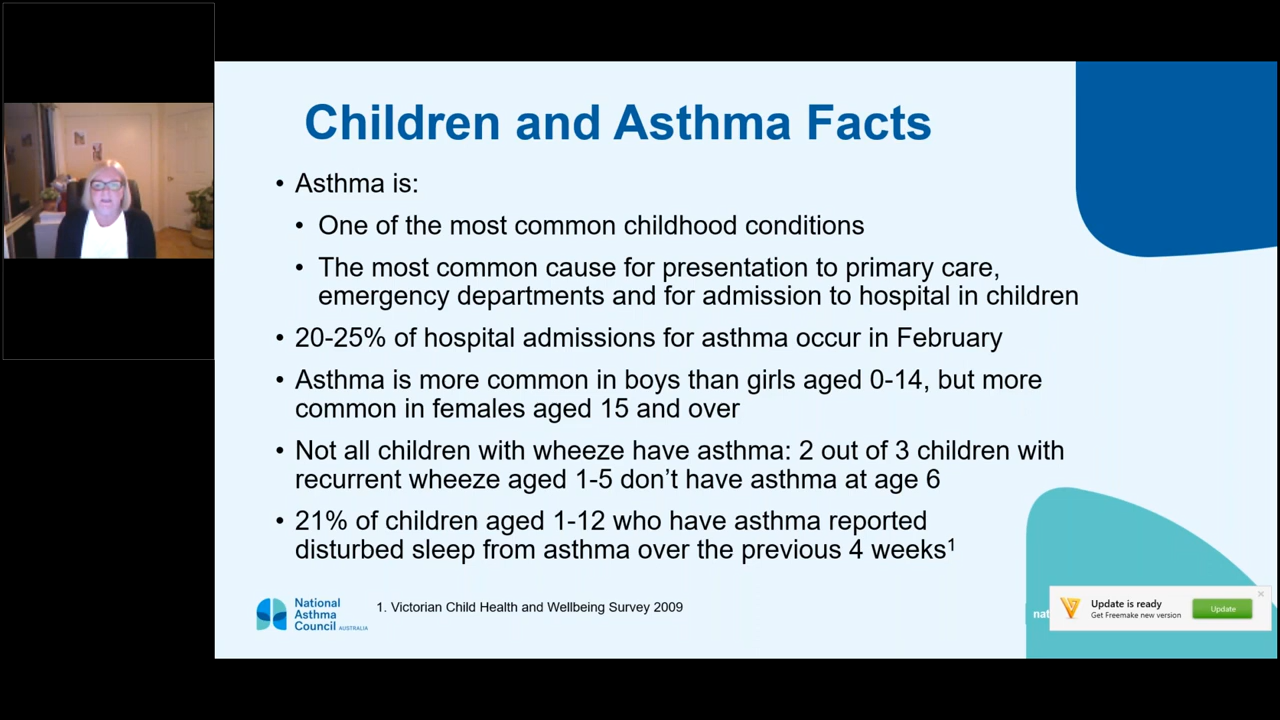 Children and Asthma Facts
• Asthma is:
• One of the most common childhood conditions
• The most common cause for presentation to primary care,
emergency departments and for admission to hospital in children
• 20-25% of hospital admissions for asthma occur in February
• Asthma is more common in boys than girls aged 0-14, but more
common in females aged 15 and over
• Not all children with wheeze have asthma: 2 out of 3 children with
recurrent wheeze aged 1-5 don’t have asthma at age 6
• 21% of children aged 1-12 who have asthma reported
disturbed sleep from asthma over the previous 4 weeks¹
National
Asthma
Council AUSTRALIA
1. Victorian Child Health and Wellbeing Survey 2009
nat
Update is ready
Get Freemake new version
Update